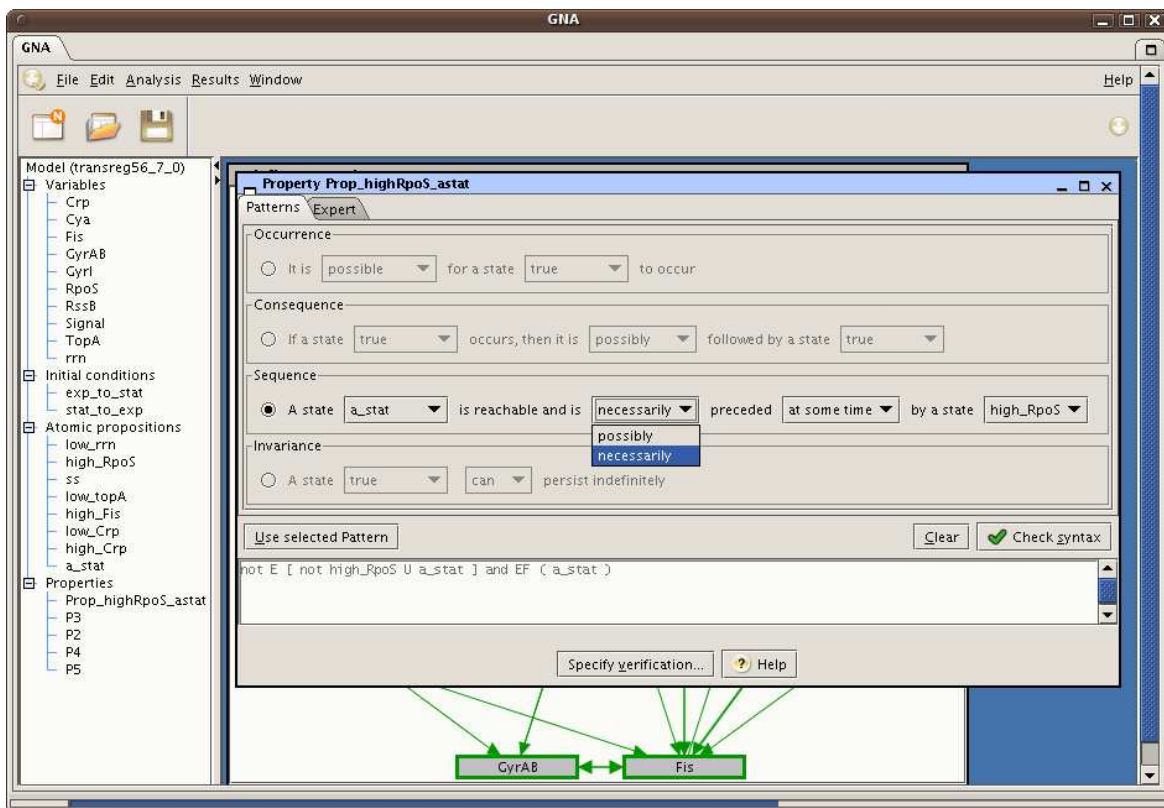 GNA
GNA
File Edit Analysis Results Window Help
N
Model (transreg56_7_0)
Variables
Crp
Cya
Fis
GyrAB
GyrI
RpoS
RssB
Signal
TopA
rrn
Initial conditions
exp_to_stat
stat_to_exp
Atomic propositions
low_rrn
high_RpoS
ss
low_topA
high_Fis
low_Crp
high_Crp
a_stat
Properties
Prop_highRpoS_astat
P3
P2
P4
P5
Property Prop_highRpoS_astat
Patterns Expert
Occurrence
It is possible for a state true to occur
Consequence
If a state true occurs, then it is possibly followed by a state true
Sequence
A state a_stat is reachable and is necessarily preceded at some time by a state high_RpoS
possibly
necessarily
Invariance
A state true can persist indefinitely
Use selected Pattern Clear Check syntax
not E [ not high_RpoS U a_stat ] and EF ( a_stat )
Specify verification... ? Help
GyrAB Fis